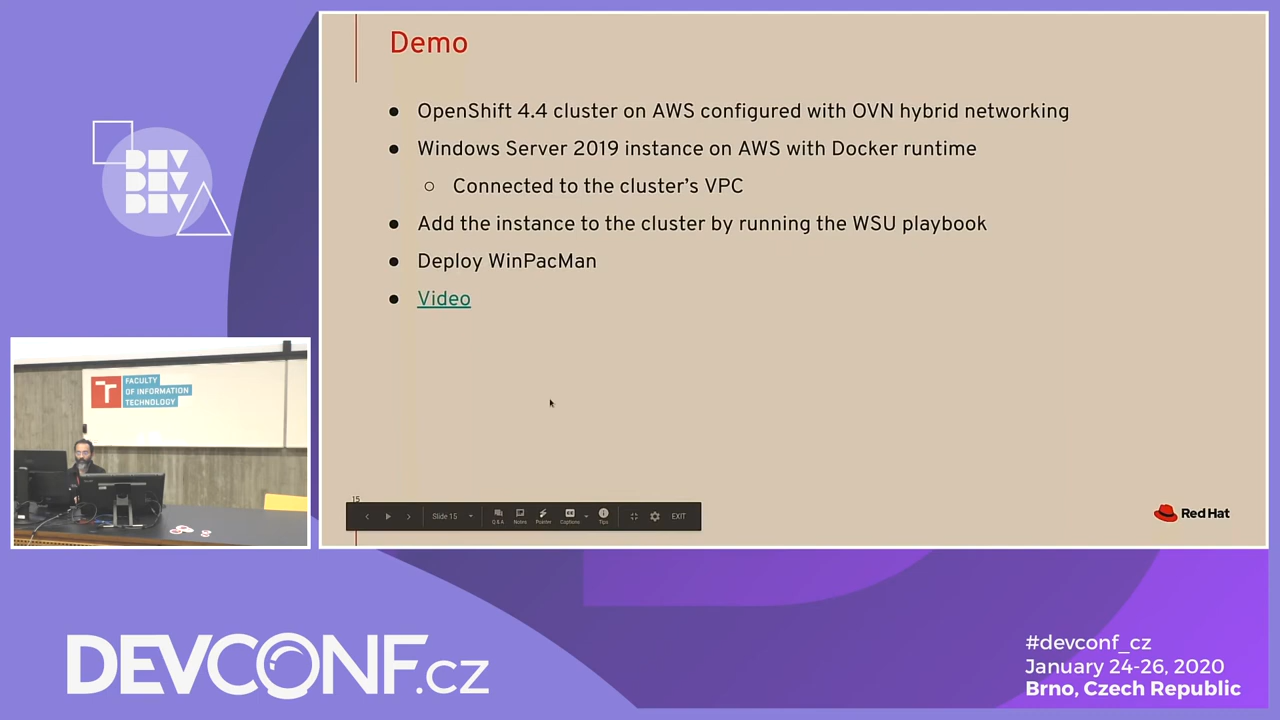 Demo
● OpenShift 4.4 cluster on AWS configured with OVN hybrid networking
● Windows Server 2019 instance on AWS with Docker runtime
○ Connected to the cluster’s VPC
● Add the instance to the cluster by running the WSU playbook
● Deploy WinPacMan
● Video
15
Slide 15
Q & A
Notes
Pointer
Captions
Tips
EXIT
Red Hat
DEV
DEV
DEV
T
FACULTY
OF INFORMATION
TECHNOLOGY
DEVCONF.cz
#devconf_cz
January 24-26, 2020
Brno, Czech Republic